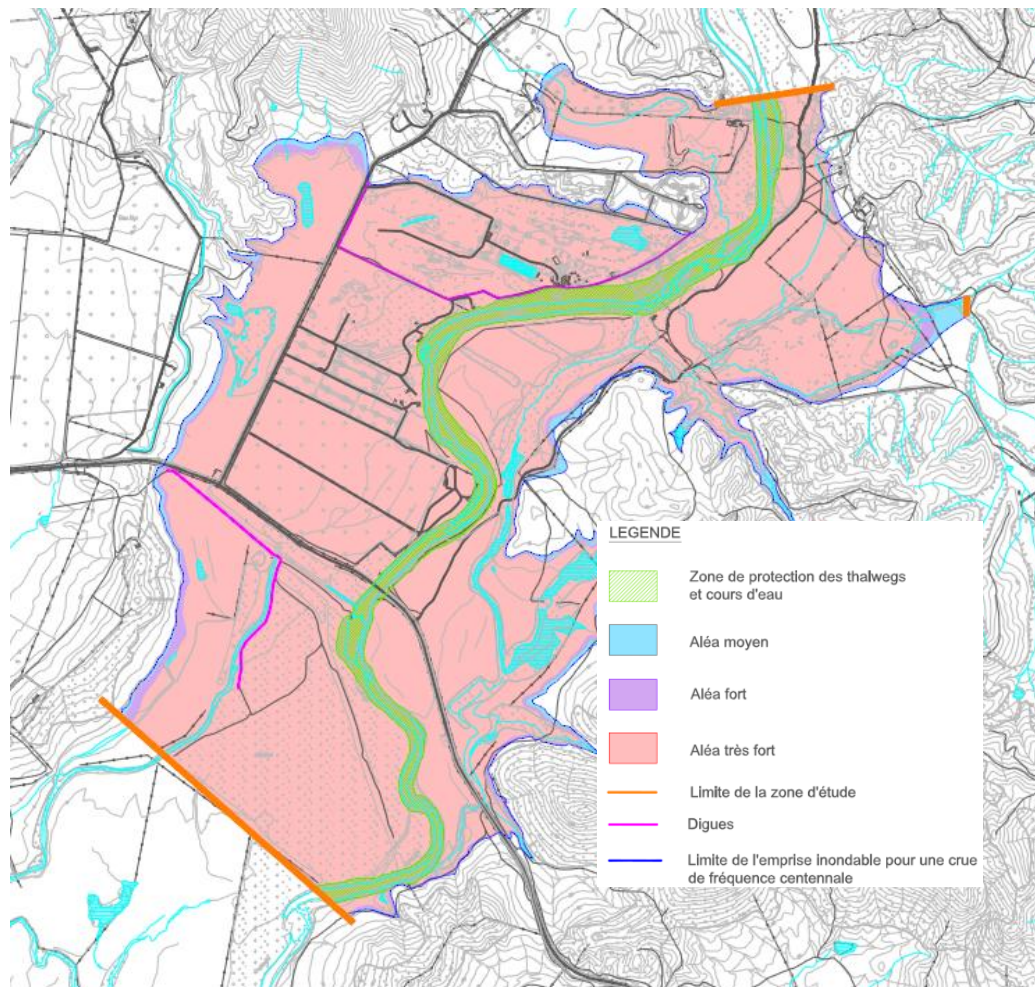 LEGENDE
Zone de protection des thalwegs
et cours d'eau
Aléa moyen
Aléa fort
Aléa très fort
Limite de la zone d'étude
Digues
Limite de l'emprise inondable pour une crue
de fréquence centennale